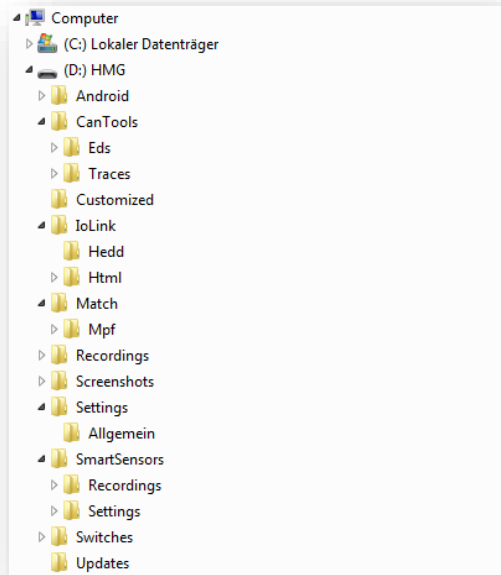 Computer
(C:) Lokaler Datenträger
(D:) HMG
Android
CanTools
Eds
Traces
Customized
IoLink
Hedd
Html
Match
Mpf
Recordings
Screenshots
Settings
Allgemein
SmartSensors
Recordings
Settings
Switches
Updates